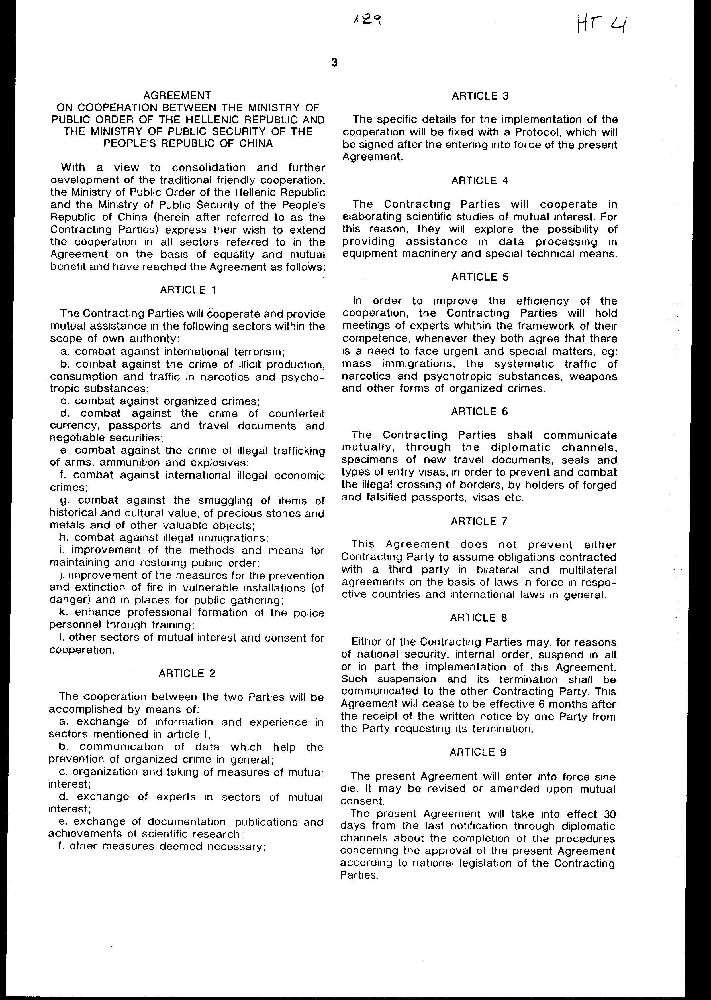 129
HΓ 4
3
AGREEMENT
ON COOPERATION BETWEEN THE MINISTRY OF
PUBLIC ORDER OF THE HELLENIC REPUBLIC AND
THE MINISTRY OF PUBLIC SECURITY OF THE
PEOPLE'S REPUBLIC OF CHINA
With a view to consolidation and further
development of the traditional friendly cooperation,
the Ministry of Public Order of the Hellenic Republic
and the Ministry of Public Security of the People's
Republic of China (herein after referred to as the
Contracting Parties) express their wish to extend
the cooperation in all sectors referred to in the
Agreement on the basis of equality and mutual
benefit and have reached the Agreement as follows:
ARTICLE 1
The Contracting Parties will cooperate and provide
mutual assistance in the following sectors within the
scope of own authority:
a. combat against international terrorism;
b. combat against the crime of illicit production,
consumption and traffic in narcotics and psycho-
tropic substances;
c. combat against organized crimes;
d. combat against the crime of counterfeit
currency, passports and travel documents and
negotiable securities;
e. combat against the crime of illegal trafficking
of arms, ammunition and explosives;
f. combat against international illegal economic
crimes;
g. combat against the smuggling of items of
historical and cultural value, of precious stones and
metals and of other valuable objects;
h. combat against illegal immigrations;
i. improvement of the methods and means for
maintaining and restoring public order;
j. improvement of the measures for the prevention
and extinction of fire in vulnerable installations (of
danger) and in places for public gathering;
k. enhance professional formation of the police
personnel through training;
l. other sectors of mutual interest and consent for
cooperation.
ARTICLE 2
The cooperation between the two Parties will be
accomplished by means of:
a. exchange of information and experience in
sectors mentioned in article I;
b. communication of data which help the
prevention of organized crime in general;
c. organization and taking of measures of mutual
interest;
d. exchange of experts in sectors of mutual
interest;
e. exchange of documentation, publications and
achievements of scientific research;
f. other measures deemed necessary;
ARTICLE 3
The specific details for the implementation of the
cooperation will be fixed with a Protocol, which will
be signed after the entering into force of the present
Agreement.
ARTICLE 4
The Contracting Parties will cooperate in
elaborating scientific studies of mutual interest. For
this reason, they will explore the possibility of
providing assistance in data processing in
equipment machinery and special technical means.
ARTICLE 5
In order to improve the efficiency of the
cooperation, the Contracting Parties will hold
meetings of experts whithin the framework of their
competence, whenever they both agree that there
is a need to face urgent and special matters, eg:
mass immigrations, the systematic traffic of
narcotics and psychotropic substances, weapons
and other forms of organized crimes.
ARTICLE 6
The Contracting Parties shall communicate
mutually, through the diplomatic channels,
specimens of new travel documents, seals and
types of entry visas, in order to prevent and combat
the illegal crossing of borders, by holders of forged
and falsified passports, visas etc.
ARTICLE 7
This Agreement does not prevent either
Contracting Party to assume obligations contracted
with a third party in bilateral and multilateral
agreements on the basis of laws in force in respe-
ctive countries and international laws in general.
ARTICLE 8
Either of the Contracting Parties may, for reasons
of national security, internal order, suspend in all
or in part the implementation of this Agreement.
Such suspension and its termination shall be
communicated to the other Contracting Party. This
Agreement will cease to be effective 6 months after
the receipt of the written notice by one Party from
the Party requesting its termination.
ARTICLE 9
The present Agreement will enter into force sine
die. It may be revised or amended upon mutual
consent.
The present Agreement will take into effect 30
days from the last notification through diplomatic
channels about the completion of the procedures
concerning the approval of the present Agreement
according to national legislation of the Contracting
Parties.